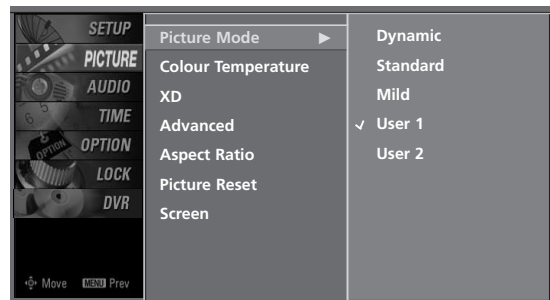 SETUP
PICTURE
AUDIO
TIME
OPTION
LOCK
DVR
Move MENU Prev
Picture Mode ▶
Colour Temperature
XD
Advanced
Aspect Ratio
Picture Reset
Screen
Dynamic
Standard
Mild
✓ User 1
User 2